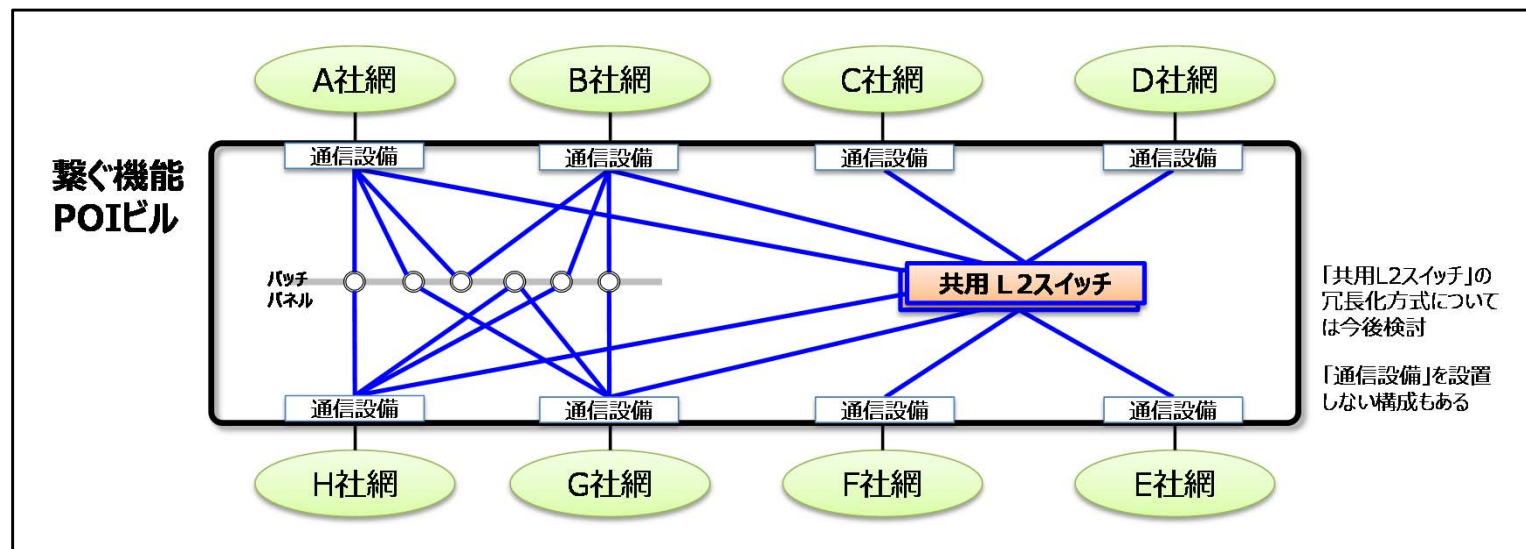 A社網
B社網
C社網
D社網
繋ぐ機能
POIビル
通信設備
通信設備
通信設備
通信設備
パッチ
パネル
共用L2スイッチ
「共用L2スイッチ」の
冗長化方式について
は今後検討
「通信設備」を設置
しない構成もある
通信設備
通信設備
通信設備
通信設備
H社網
G社網
F社網
E社網